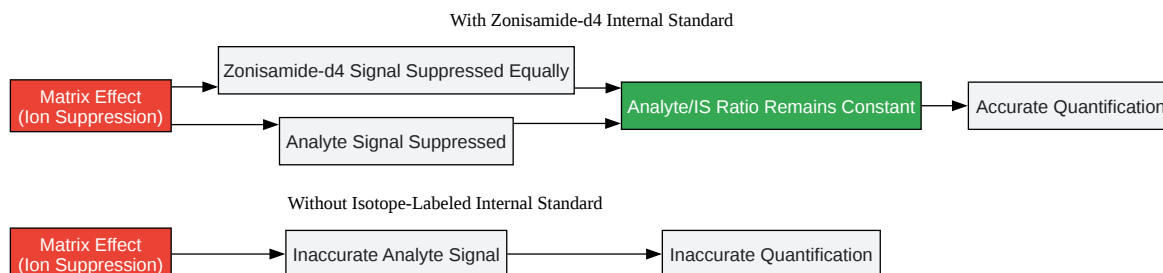 With Zonisamide-d4 Internal Standard
Zonisamide-d4 Signal Suppressed Equally
Matrix Effect
(Ion Suppression)
Analyte/IS Ratio Remains Constant
Accurate Quantification
Analyte Signal Suppressed
Without Isotope-Labeled Internal Standard
Matrix Effect
(Ion Suppression)
Inaccurate Analyte Signal
Inaccurate Quantification